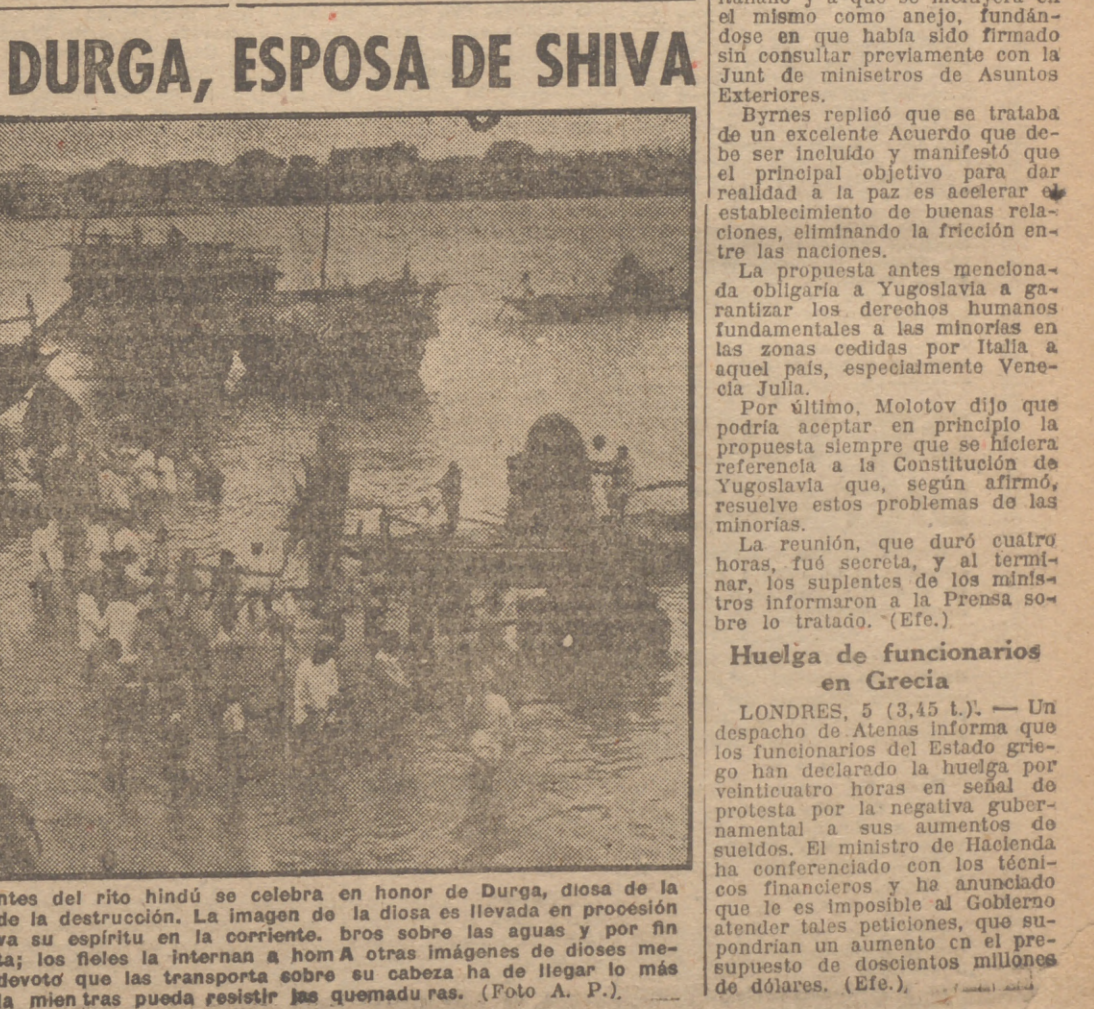 DURGA, ESPOSA DE SHIVA
ntes del rito hindú se celebra en honor de Durga, diosa de la
de la destrucción. La imagen de la diosa es llevada en procesión
va su espíritu en la corriente. bros sobre las aguas y por fin
ta; los fieles la internan a hom A otras imágenes de dioses me-
devoto que las transporta sobre su cabeza ha de llegar lo más
la mien tras pueda resistir las quemadu ras. (Foto A. P.)
el mismo como anejo, fundán-
dose en que había sido firmado
sin consultar previamente con la
Junt de minisetros de Asuntos
Exteriores.
Byrnes replicó que se trataba
de un excelente Acuerdo que de-
be ser incluído y manifestó que
el principal objetivo para dar
realidad a la paz es acelerar el
establecimiento de buenas rela-
ciones, eliminando la fricción en-
tre las naciones.
La propuesta antes menciona-
da obligaría a Yugoslavia a ga-
rantizar los derechos humanos
fundamentales a las minorías en
las zonas cedidas por Italia a
aquel país, especialmente Vene-
cia Julia.
Por último, Molotov dijo que
podría aceptar en principio la
propuesta siempre que se hiciera
referencia a la Constitución de
Yugoslavia que, según afirmó,
resuelve estos problemas de las
minorías.
La reunión, que duró cuatro
horas, fué secreta, y al termi-
nar, los suplentes de los minis-
tros informaron a la Prensa so-
bre lo tratado. (Efe.)
Huelga de funcionarios
en Grecia
LONDRES, 5 (3,45 t.). — Un
despacho de Atenas informa que
los funcionarios del Estado grie-
go han declarado la huelga por
veinticuatro horas en señal de
protesta por la negativa guber-
namental a sus aumentos de
sueldos. El ministro de Hacienda
ha conferenciado con los técni-
cos financieros y ha anunciado
que le es imposible al Gobierno
atender tales peticiones, que su-
pondrían un aumento en el pre-
supuesto de doscientos millones
de dólares. (Efe.)